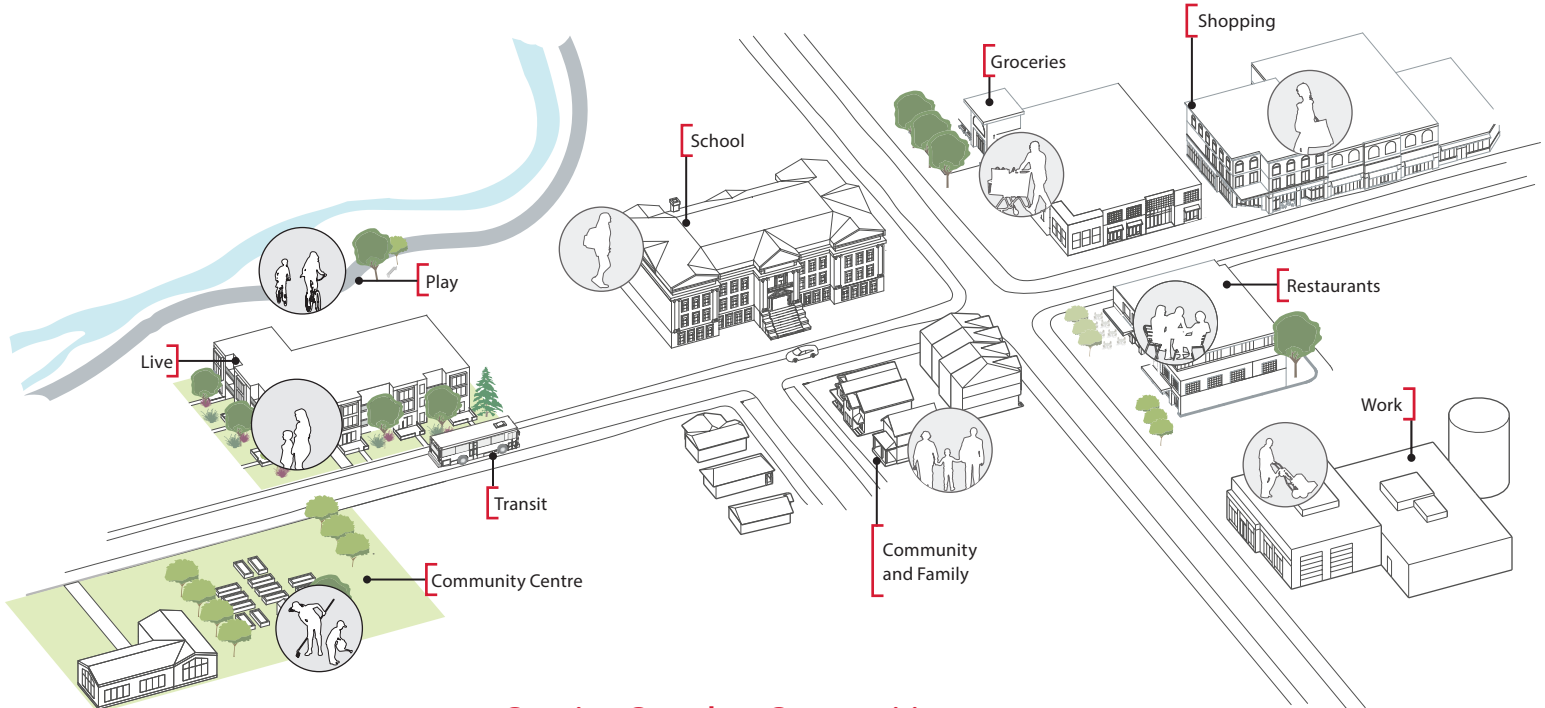 Shopping
Groceries
School
Play
Restaurants
Live
Work
Transit
Community
and Family
Community Centre